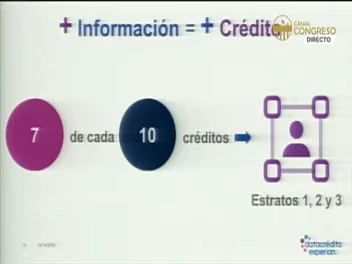 + Información = + Crédito
CANAL
CONGRESO
DIRECTO
7 de cada 10 créditos
Estratos 1, 2 y 3
datacrédito
experian.